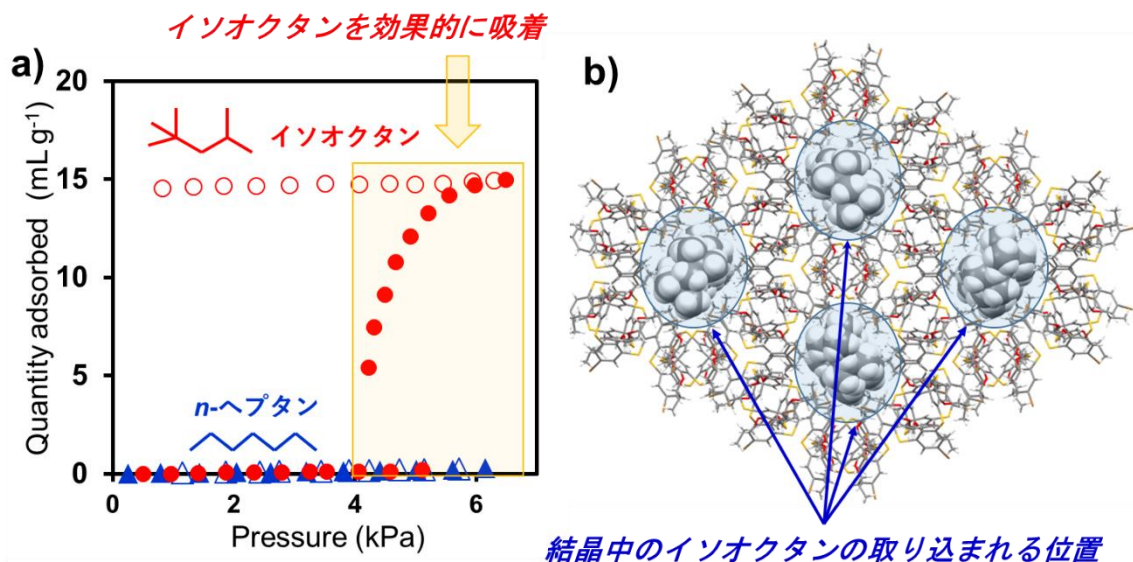 イソオクタンを効果的に吸着
a)
20
イソオクタン
15
10
5
n-ヘプタン
0
0
2
4
6
Quantity adsorbed (mL g⁻¹)
Pressure (kPa)
b)
結晶中のイソオクタンの取り込まれる位置